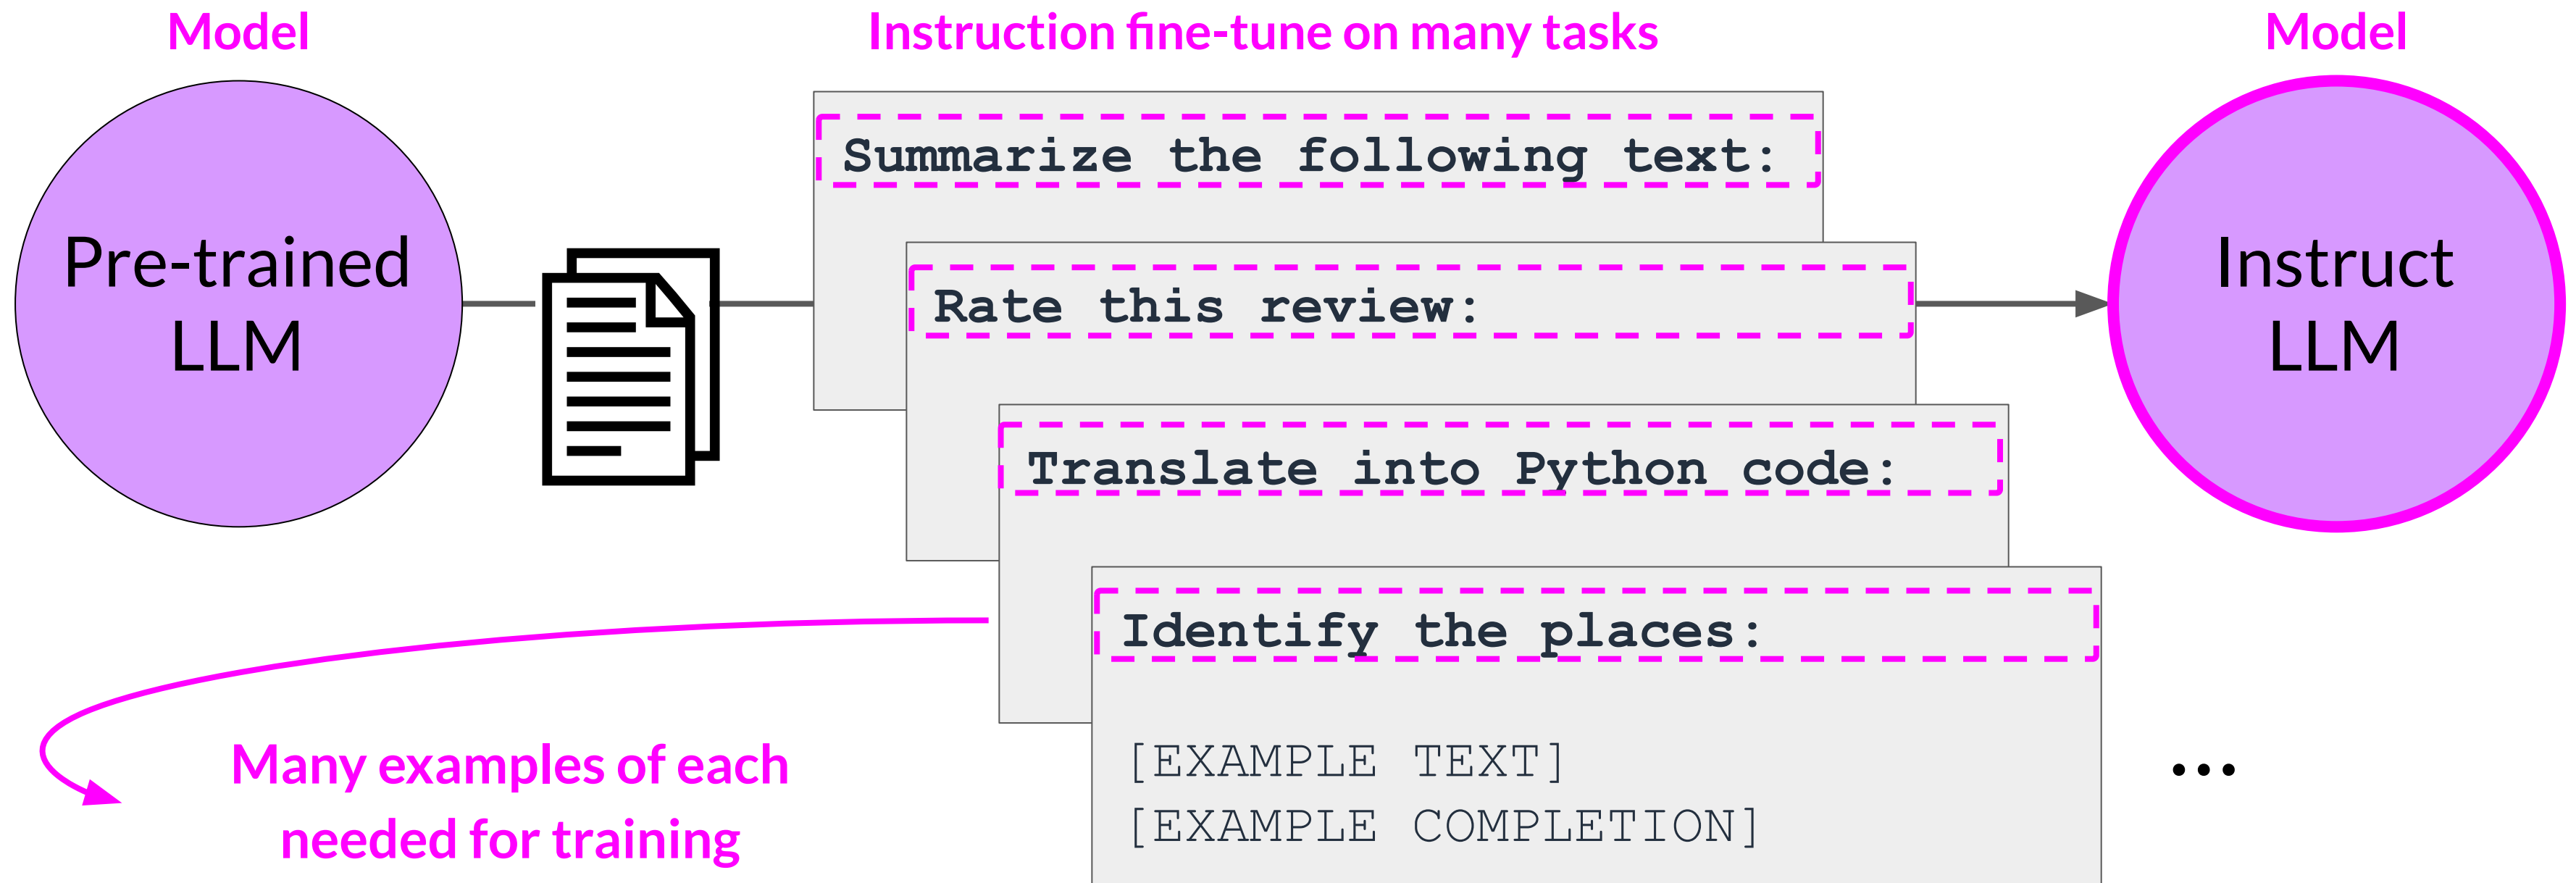 Model
Instruction fine-tune on many tasks
Model
Pre-trained
LLM
Summarize the following text:
Rate this review:
Translate into Python code:
Identify the places:
[EXAMPLE TEXT]
[EXAMPLE COMPLETION]
Instruct
LLM
...
Many examples of each
needed for training